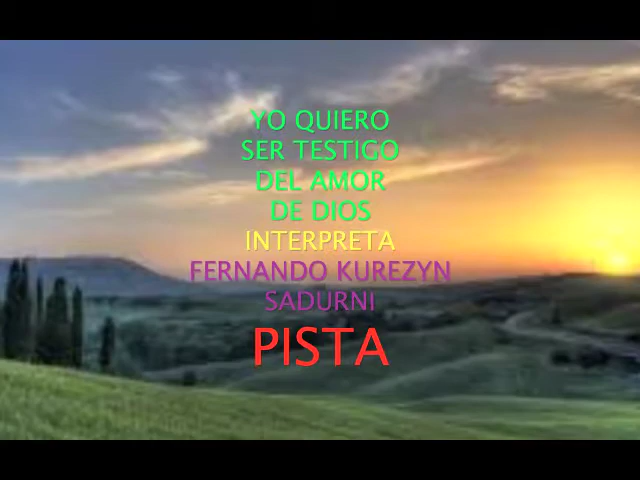 YO QUIERO
SER TESTIGO
DEL AMOR
DE DIOS
INTERPRETA
FERNANDO KUREZYN
SADURNI
PISTA